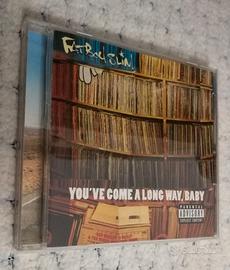 FATBOY SLIM
YOU'VE COME A LONG WAY, BABY
PARENTAL
ADVISORY
EXPLICIT CONTENT